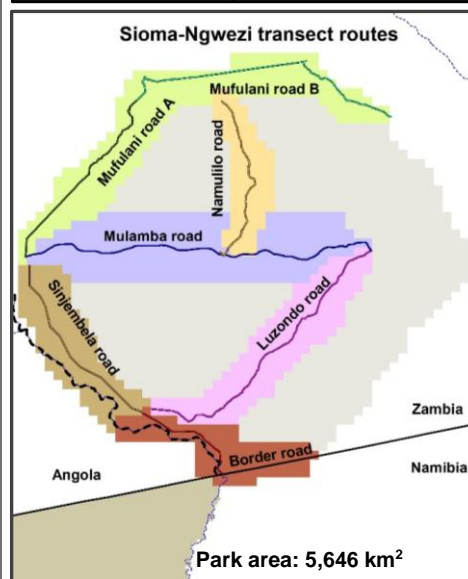 Sioma-Ngwezi transect routes
Mufulani road B
Mufulani road A
Namulilo road
Mulamba road
Sinjembela road
Luzondo road
Zambia
Border road
Angola
Namibia
Park area: 5,646 km²